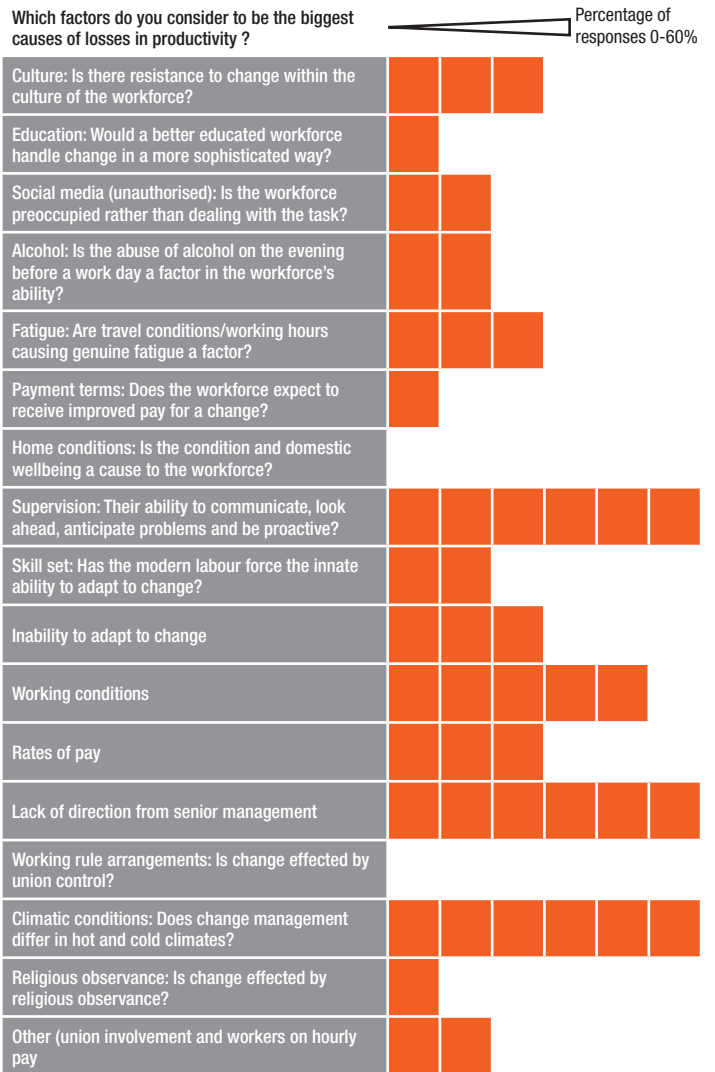 Which factors do you consider to be the biggest
causes of losses in productivity ?
Percentage of
responses 0-60%
Culture: Is there resistance to change within the
culture of the workforce?
Education: Would a better educated workforce
handle change in a more sophisticated way?
Social media (unauthorised): Is the workforce
preoccupied rather than dealing with the task?
Alcohol: Is the abuse of alcohol on the evening
before a work day a factor in the workforce’s
ability?
Fatigue: Are travel conditions/working hours
causing genuine fatigue a factor?
Payment terms: Does the workforce expect to
receive improved pay for a change?
Home conditions: Is the condition and domestic
wellbeing a cause to the workforce?
Supervision: Their ability to communicate, look
ahead, anticipate problems and be proactive?
Skill set: Has the modern labour force the innate
ability to adapt to change?
Inability to adapt to change
Working conditions
Rates of pay
Lack of direction from senior management
Working rule arrangements: Is change effected by
union control?
Climatic conditions: Does change management
differ in hot and cold climates?
Religious observance: Is change effected by
religious observance?
Other (union involvement and workers on hourly
pay